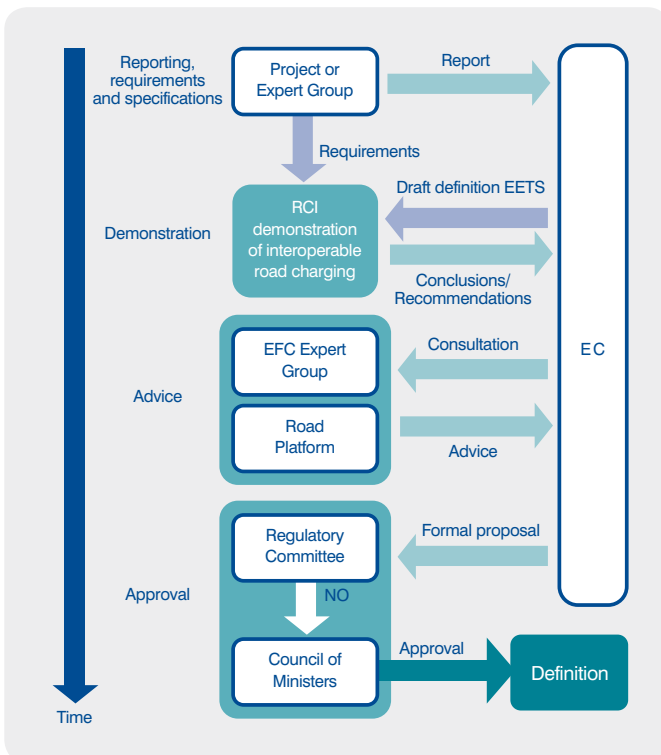 Reporting,
requirements
and specifications
Project or
Expert Group
Report
Requirements
Demonstration
RCI
demonstration
of interoperable
road charging
Draft definition EETS
Conclusions/
Recommendations
EC
Advice
EFC Expert
Group
Consultation
Road
Platform
Advice
Approval
Regulatory
Committee
Formal proposal
NO
Council of
Ministers
Approval
Definition
Time